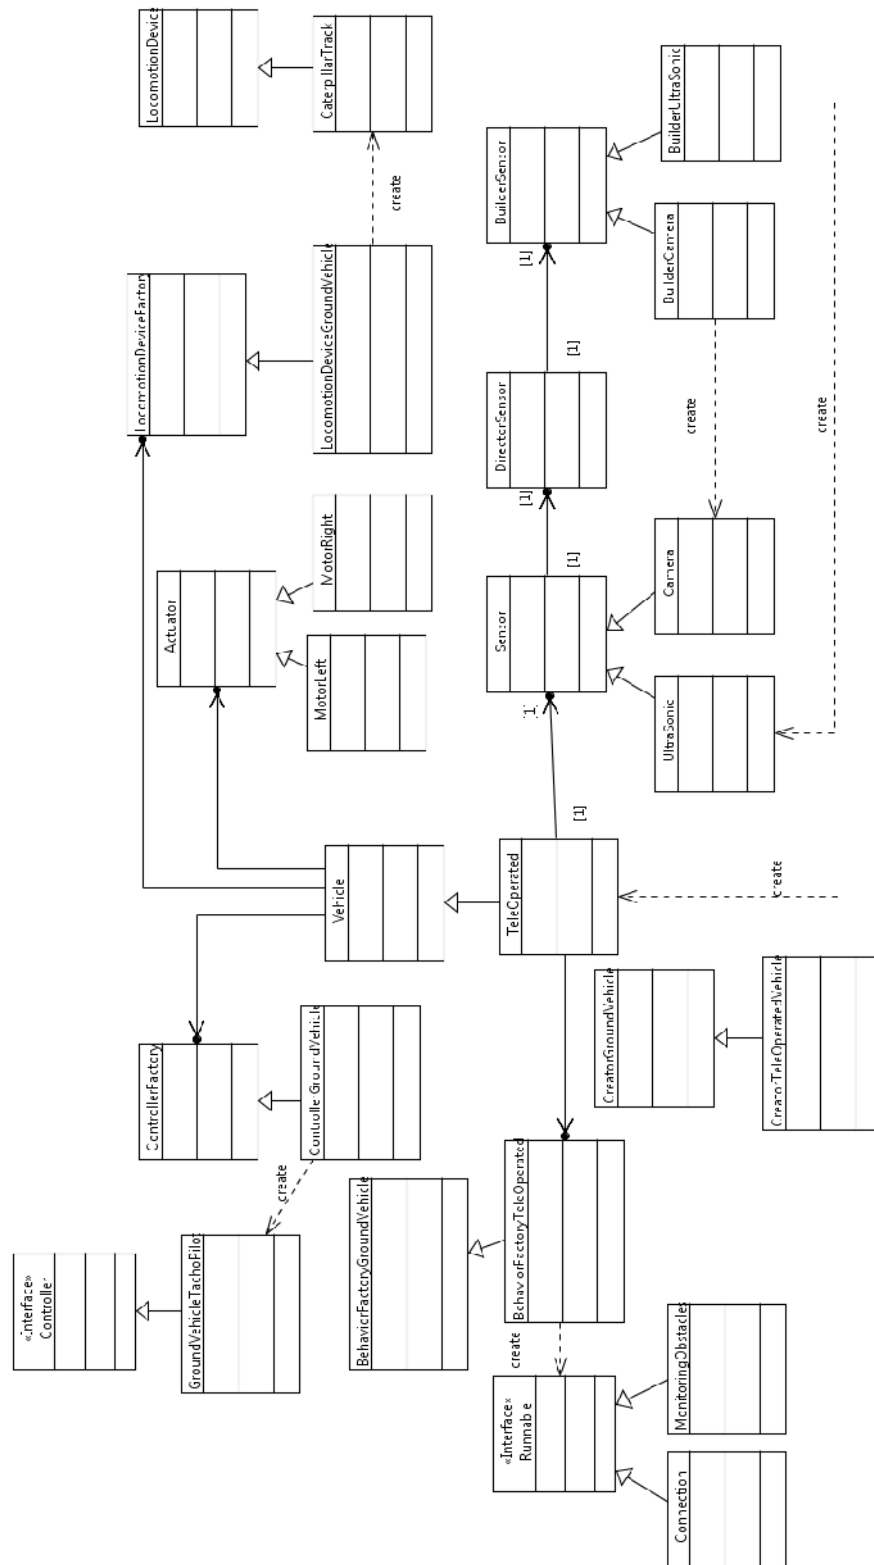 «Interface»
Controller
GroundVehicleTachoPilot
create
ControllerFactory
ControllerGroundVehicle
Vehicle
Actuator
MotorLeft
MotorRight
LocomotionDeviceFactory
LocomotionDeviceGroundVehicle
create
LocomotionDevice
CaterpillarTrack
BehaviorFactoryGroundVehicle
BehaviorFactoryTeleOperated
create
«Interface»
Runnable
Connection
MonitoringObstacles
TeleOperated
create
CreatorGroundVehicle
CreatorTeleOperatedVehicle
[1]
[1]
Sensor
UltraSonic
Camera
[1]
[1]
DirectorSensor
[1]
[1]
BuilderSensor
BuilderCamera
BuilderUltraSonic
create
create